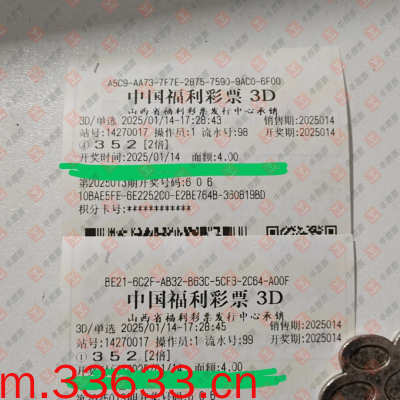 A5C9-AA73-7F7E-2875-7590-9AC0-6F00
中国福利彩票 3D
山西省福利彩票发行中心承销
3D/单选 2025/01/14-17:28:43 销售期:2025014
站号:14270017 操作员:1 流水号:98 开奖期:2025014
① 3 5 2 [2倍]
开奖时间:2025/01/14 面额:4.00
第2025013期开奖号码:6 0 6
10BAE5FE-6E2252C0-E2BE764B-360819BD
积分卡号:************
BE21-6C2F-AB32-B63C-5CF3-2C64-A00F
中国福利彩票 3D
山西省福利彩票发行中心承销
3D/单选 2025/01/14-17:28:45 销售期:2025014
站号:14270017 操作员:1 流水号:99 开奖期:2025014
① 3 5 2 [2倍]
面额:4.00
m.33633.cn